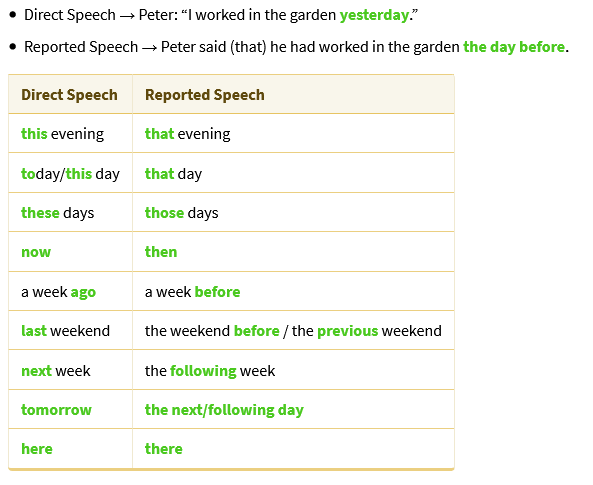 • Direct Speech → Peter: “I worked in the garden yesterday.”
• Reported Speech → Peter said (that) he had worked in the garden the day before.
Direct Speech Reported Speech
this evening that evening
today/this day that day
these days those days
now then
a week ago a week before
last weekend the weekend before / the previous weekend
next week the following week
tomorrow the next/following day
here there